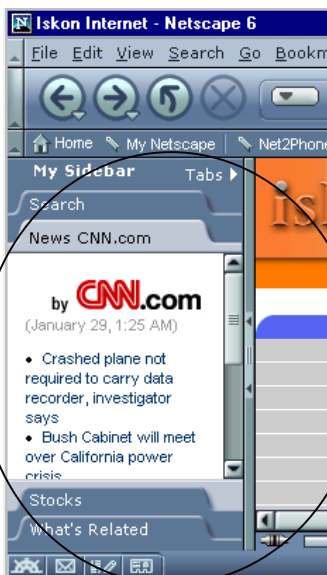 Iskon Internet - Netscape 6
File Edit View Search Go Bookm
Home My Netscape Net2Phone
My Sidebar Tabs
Search
isk
News CNN.com
by CNN.com
(January 29, 1:25 AM)
• Crashed plane not
required to carry data
recorder, investigator
says
• Bush Cabinet will meet
over California power
crisis
Stocks
What's Related